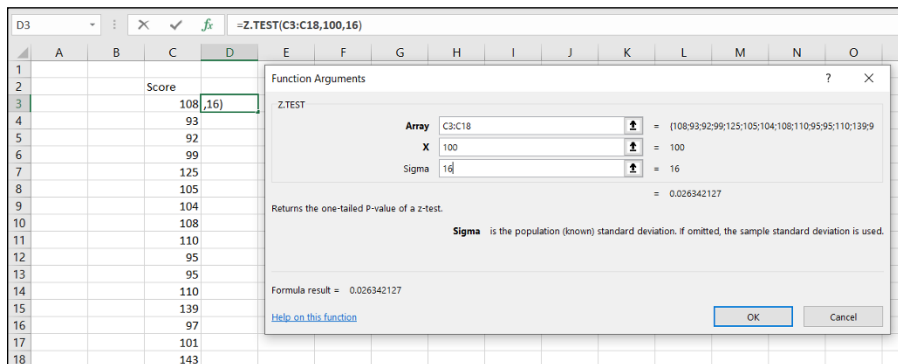 D3 =Z.TEST(C3:C18,100,16)
A B C D E F G H I J K L M N O
1
2 Score
3 108 ,16)
4 93
5 92
6 99
7 125
8 105
9 104
10 108
11 110
12 95
13 95
14 110
15 139
16 97
17 101
18 143
Function Arguments ? ×
Z.TEST
Array C3:C18 = {108;93;92;99;125;105;104;108;110;95;95;110;139;9
X 100 = 100
Sigma 16 = 16
= 0.026342127
Returns the one-tailed P-value of a z-test.
Sigma is the population (known) standard deviation. If omitted, the sample standard deviation is used.
Formula result = 0.026342127
Help on this function OK Cancel